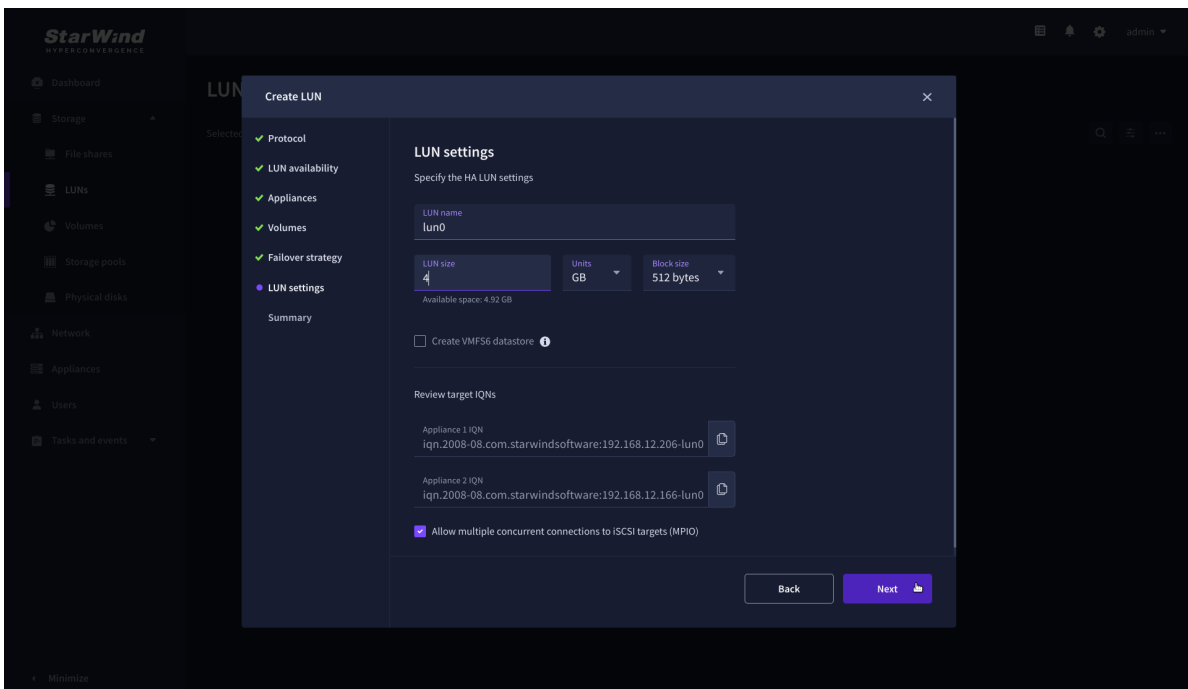 StarWind
HYPERCONVERGENCE
admin
Dashboard
Storage
File shares
LUNs
Volumes
Storage pools
Physical disks
Network
Appliances
Users
Tasks and events
Minimize
LUN
Selected
Create LUN
Protocol
LUN availability
Appliances
Volumes
Failover strategy
LUN settings
Summary
LUN settings
Specify the HA LUN settings
LUN name
lun0
LUN size
4
Units
GB
Block size
512 bytes
Available space: 4.92 GB
Create VMFS6 datastore
Review target IQNs
Appliance 1 IQN
iqn.2008-08.com.starwindsoftware:192.168.12.206-lun0
Appliance 2 IQN
iqn.2008-08.com.starwindsoftware:192.168.12.166-lun0
Allow multiple concurrent connections to iSCSI targets (MPIO)
Back
Next